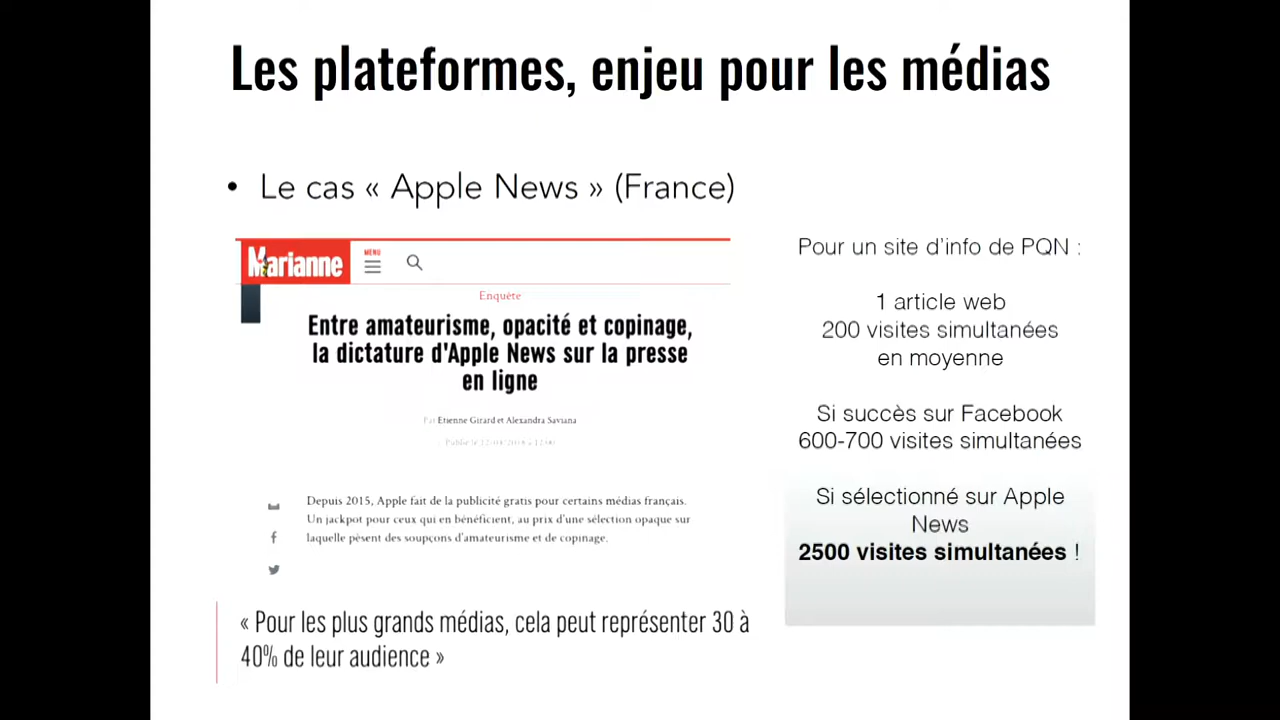 Les plateformes, enjeu pour les médias
• Le cas « Apple News » (France)
Marianne
MENU
Enquête
Entre amateurisme, opacité et copinage,
la dictature d'Apple News sur la presse
en ligne
Par Etienne Girard et Alexandra Saviana
Depuis 2015, Apple fait de la publicité gratis pour certains médias français.
Un jackpot pour ceux qui en bénéficient, au prix d'une sélection opaque sur
laquelle pèsent des soupçons d'amateurisme et de copinage.
« Pour les plus grands médias, cela peut représenter 30 à
40% de leur audience »
Pour un site d'info de PQN :
1 article web
200 visites simultanées
en moyenne
Si succès sur Facebook
600-700 visites simultanées
Si sélectionné sur Apple
News
2500 visites simultanées !